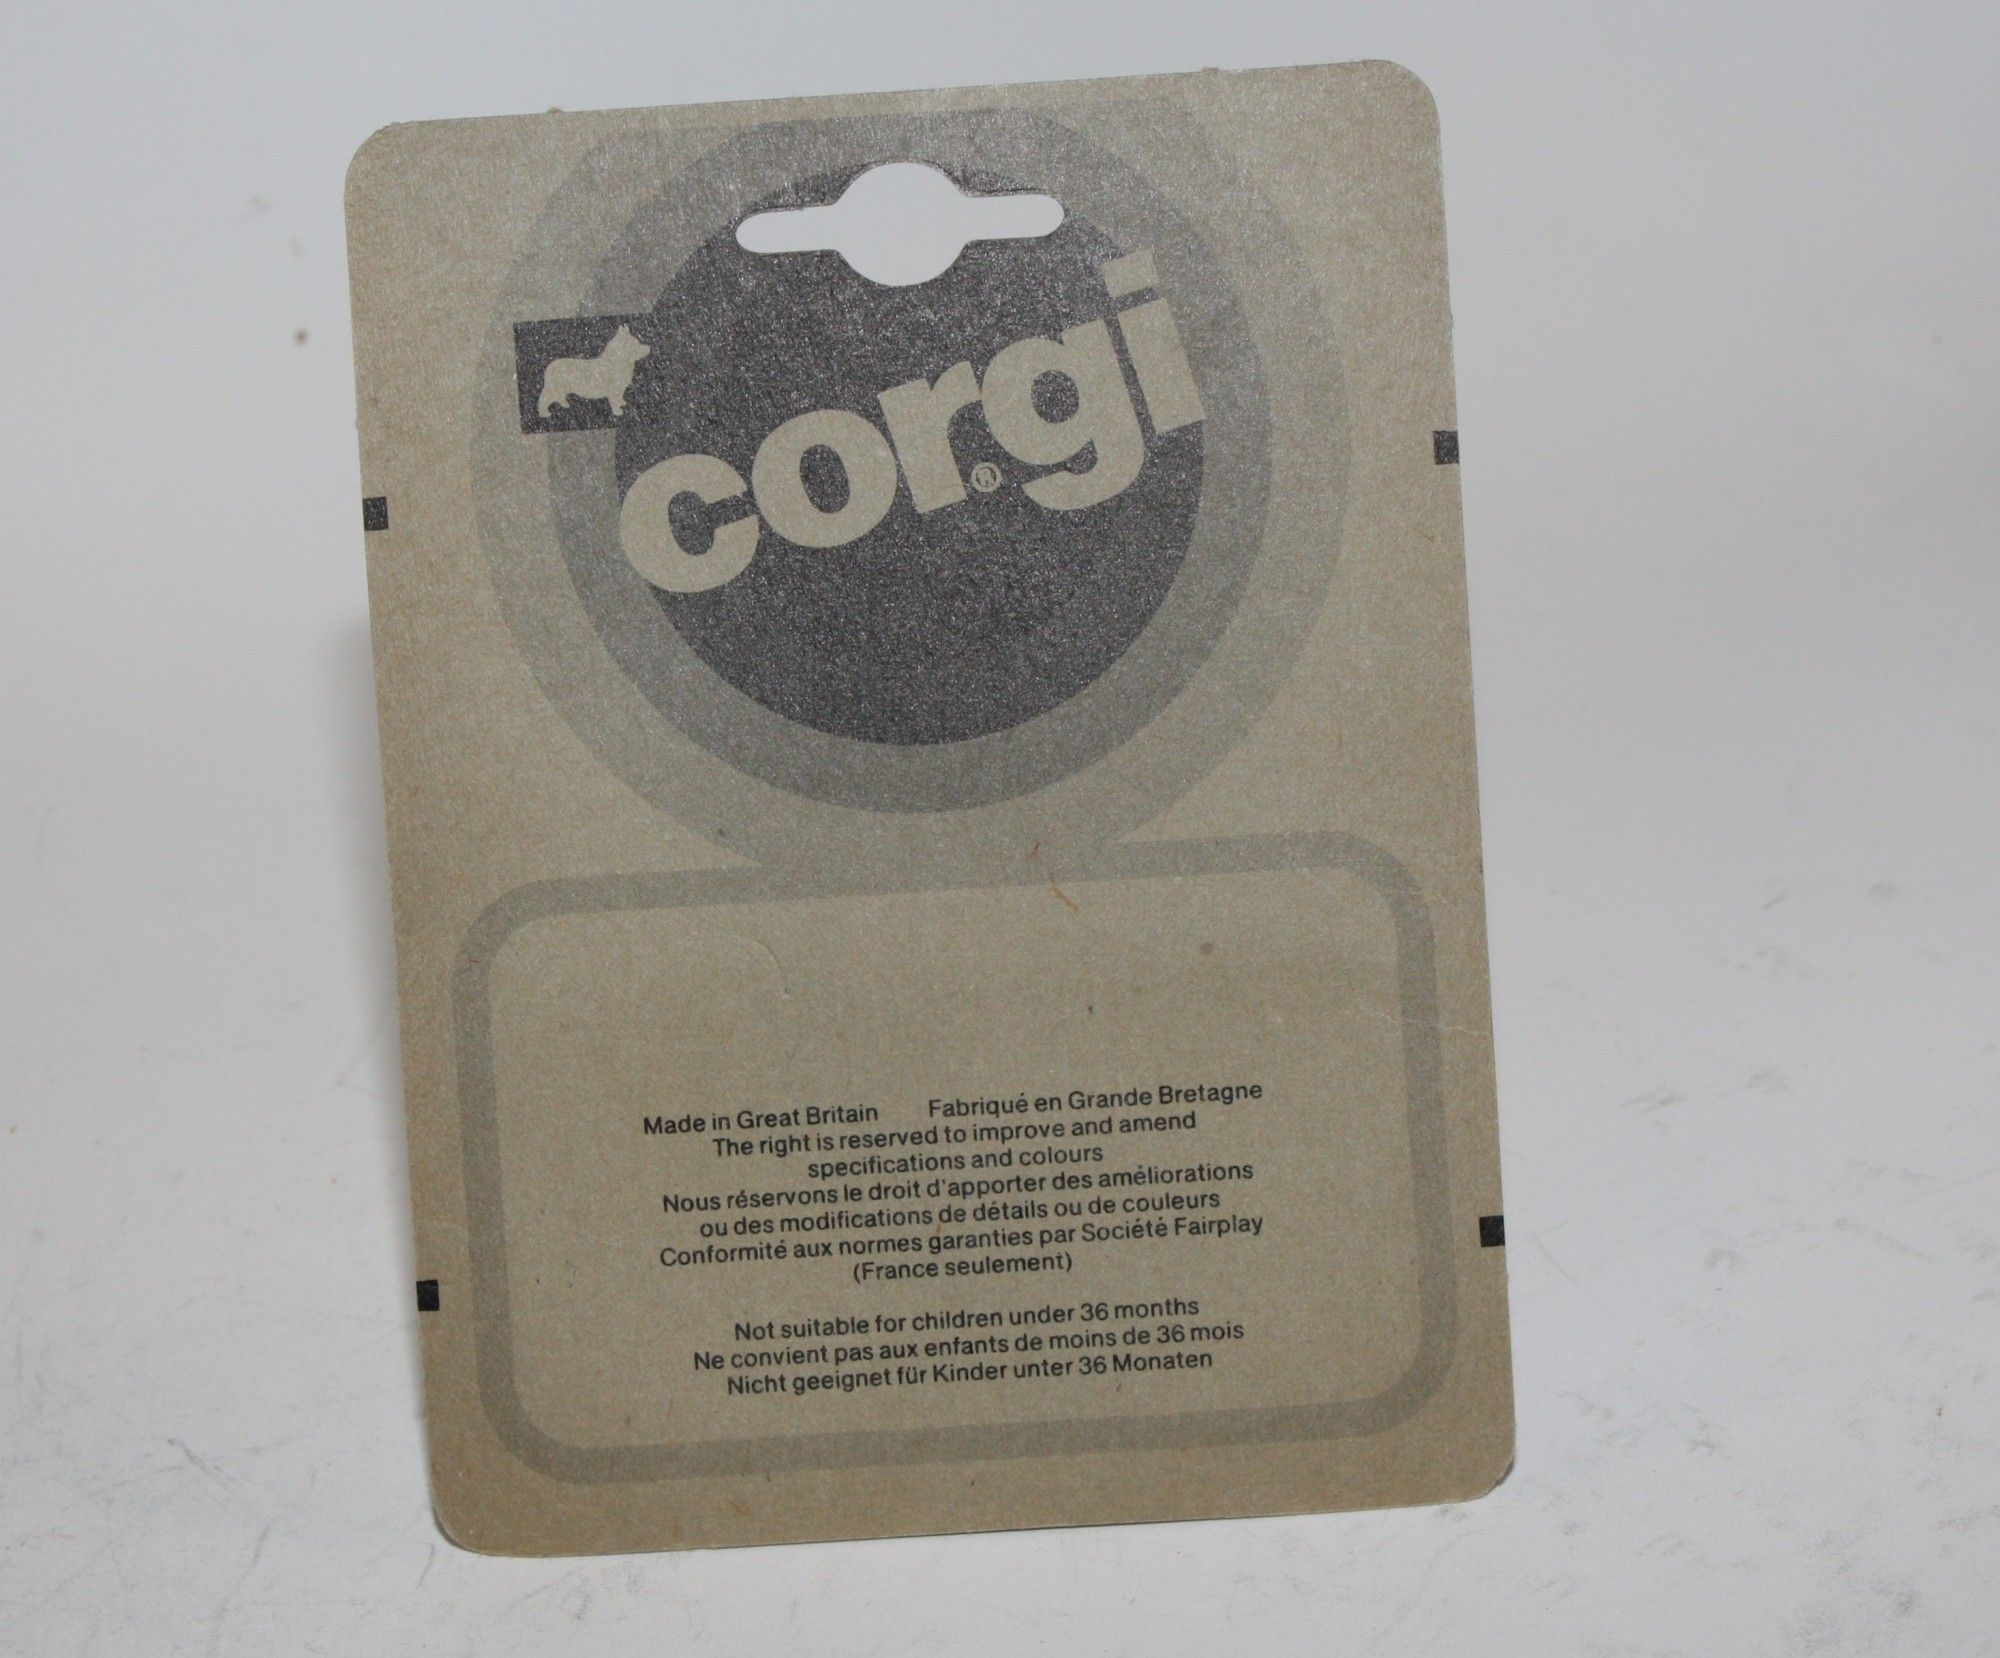 corgi ®
Made in Great Britain Fabriqué en Grande Bretagne
The right is reserved to improve and amend
specifications and colours
Nous réservons le droit d'apporter des améliorations
ou des modifications de détails ou de couleurs
Conformité aux normes garanties par Société Fairplay
(France seulement)
Not suitable for children under 36 months
Ne convient pas aux enfants de moins de 36 mois
Nicht geeignet für Kinder unter 36 Monaten